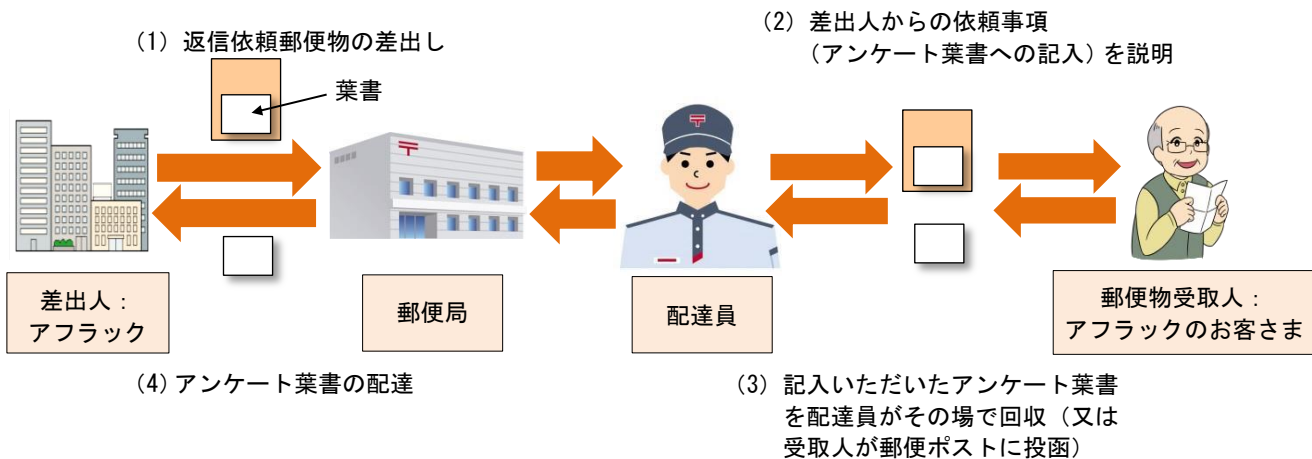 (1) 返信依頼郵便物の差出し
(2) 差出人からの依頼事項
(アンケート葉書への記入) を説明
葉書
差出人：
アフラック
郵便局
配達員
郵便物受取人：
アフラックのお客さま
(4) アンケート葉書の配達
(3) 記入いただいたアンケート葉書
を配達員がその場で回収（又は
受取人が郵便ポストに投函）